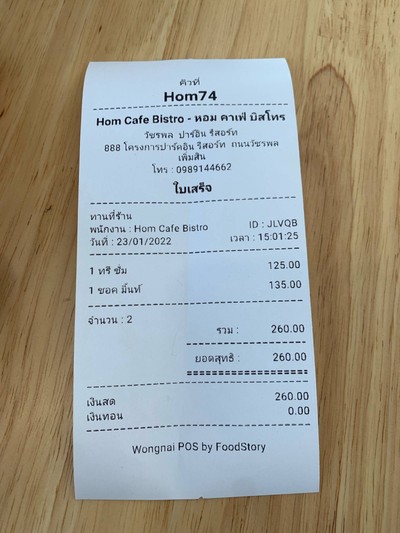 คิวที่
Hom74
Hom Cafe Bistro - หอม คาเฟ่ บิสโทร
วัชรพล ปาร์อิน รีสอร์ท
888 โครงการปาร์คอิน รีสอร์ท ถนนวัชรพล
เพิ่มสิน
โทร : 0989144662
ใบเสร็จ
ทานที่ร้าน
พนักงาน : Hom Cafe Bistro ID : JLVQB
วันที่ : 23/01/2022 เวลา : 15:01:25
1 ทรี ชั่ม 125.00
1 ชอค มิ้นท์ 135.00
จำนวน : 2
รวม : 260.00
ยอดสุทธิ : 260.00
เงินสด 260.00
เงินทอน 0.00
Wongnai POS by FoodStory